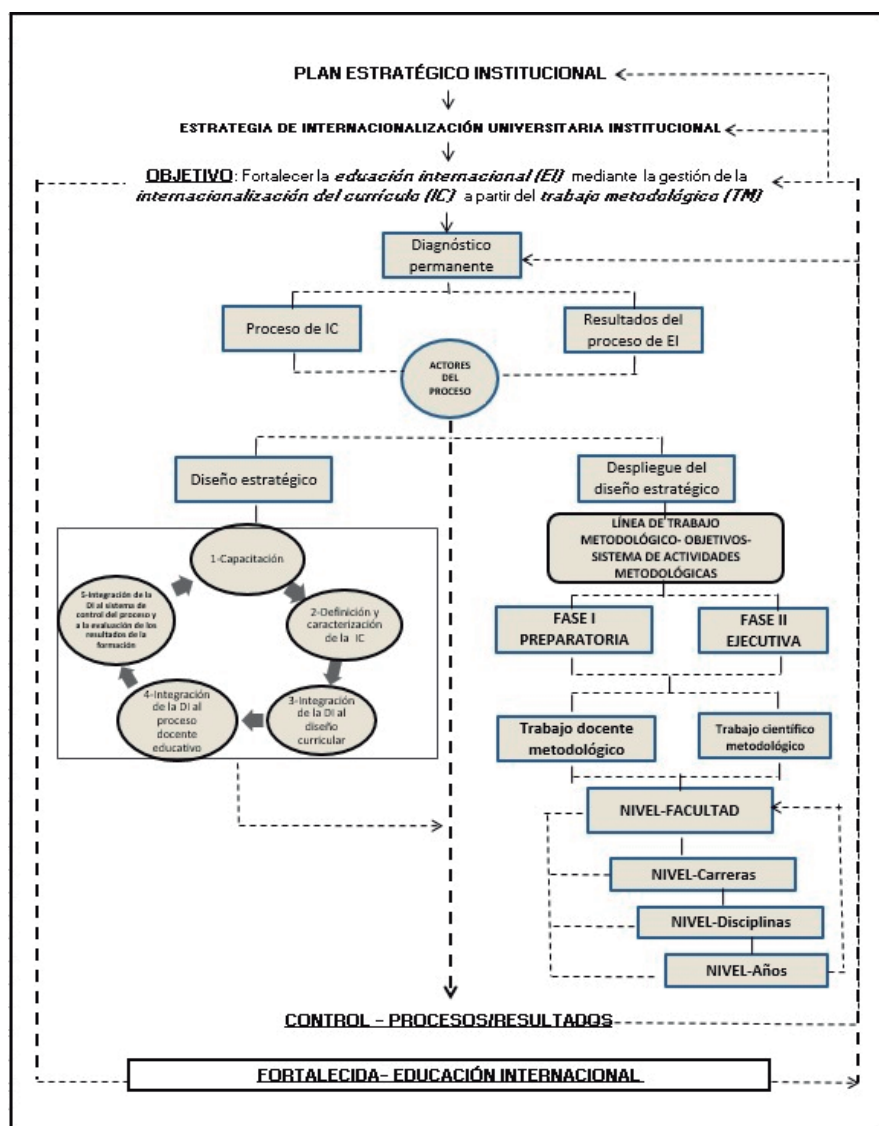 PLAN ESTRATÉGICO INSTITUCIONAL
ESTRATEGIA DE INTERNACIONALIZACIÓN UNIVERSITARIA INSTITUCIONAL
OBJETIVO: Fortalecer la eduación internacional (EI) mediante la gestión de la
internacionalización del currículo (IC) a partir del trabajo metodológico (TM)
Diagnóstico
permanente
Proceso de IC
Resultados del
proceso de EI
ACTORES
DEL
PROCESO
Diseño estratégico
Despliegue del
diseño estratégico
1-Capacitación
2-Definición y
caracterización
de la IC
3-Integración
de la DI al
diseño
curricular
4-Integración
de la DI al
proceso
docente
educativo
5-Integración de la
DI al sistema de
control del proceso y
a la evaluación de los
resultados de la
formación
LÍNEA DE TRABAJO
METODOLÓGICO- OBJETIVOS-
SISTEMA DE ACTIVIDADES
METODOLÓGICAS
FASE I
PREPARATORIA
FASE II
EJECUTIVA
Trabajo docente
metodológico
Trabajo científico
metodológico
NIVEL-FACULTAD
NIVEL-Carreras
NIVEL-Disciplinas
NIVEL-Años
CONTROL – PROCESOS/RESULTADOS
FORTALECIDA– EDUCACIÓN INTERNACIONAL